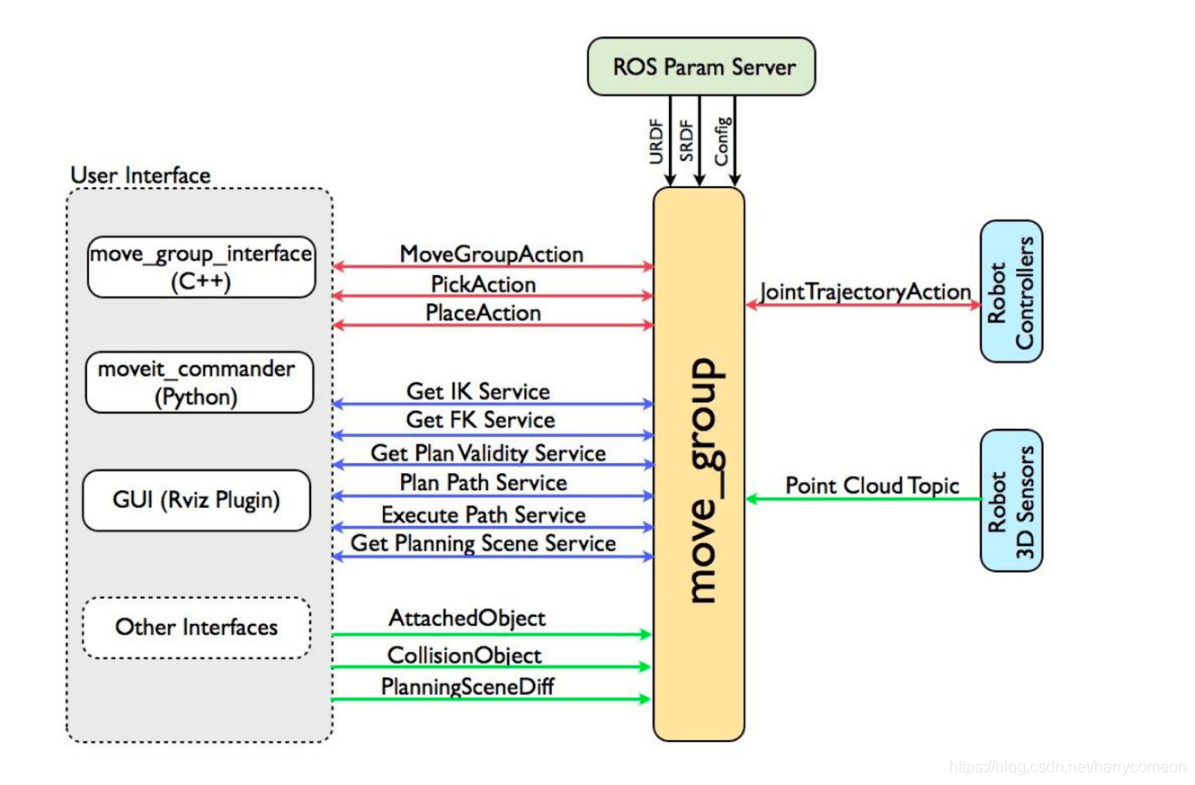 ROS Param Server
URDF
SRDF
Config
User Interface
move_group_interface
(C++)
moveit_commander
(Python)
GUI (Rviz Plugin)
Other Interfaces
MoveGroupAction
PickAction
PlaceAction
Get IK Service
Get FK Service
Get Plan Validity Service
Plan Path Service
Execute Path Service
Get Planning Scene Service
AttachedObject
CollisionObject
PlanningSceneDiff
move_group
JointTrajectoryAction
Robot
Controllers
Point Cloud Topic
Robot
3D Sensors
https://blog.csdn.net/harrycomeon